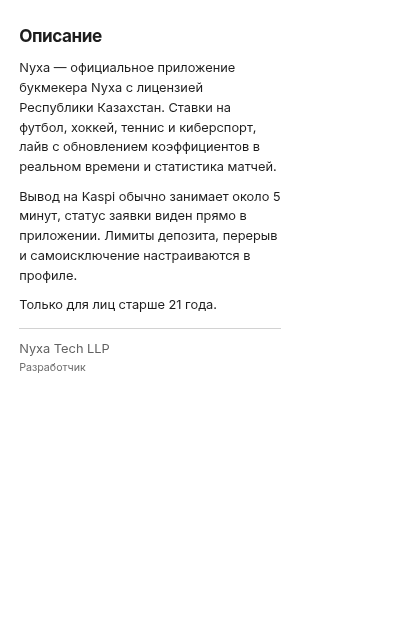 Описание
Nyxa — официальное приложение
букмекера Nyxa с лицензией
Республики Казахстан. Ставки на
футбол, хоккей, теннис и киберспорт,
лайв с обновлением коэффициентов в
реальном времени и статистика матчей.
Вывод на Kaspi обычно занимает около 5
минут, статус заявки виден прямо в
приложении. Лимиты депозита, перерыв
и самоисключение настраиваются в
профиле.
Только для лиц старше 21 года.
Nyxa Tech LLP
Разработчик